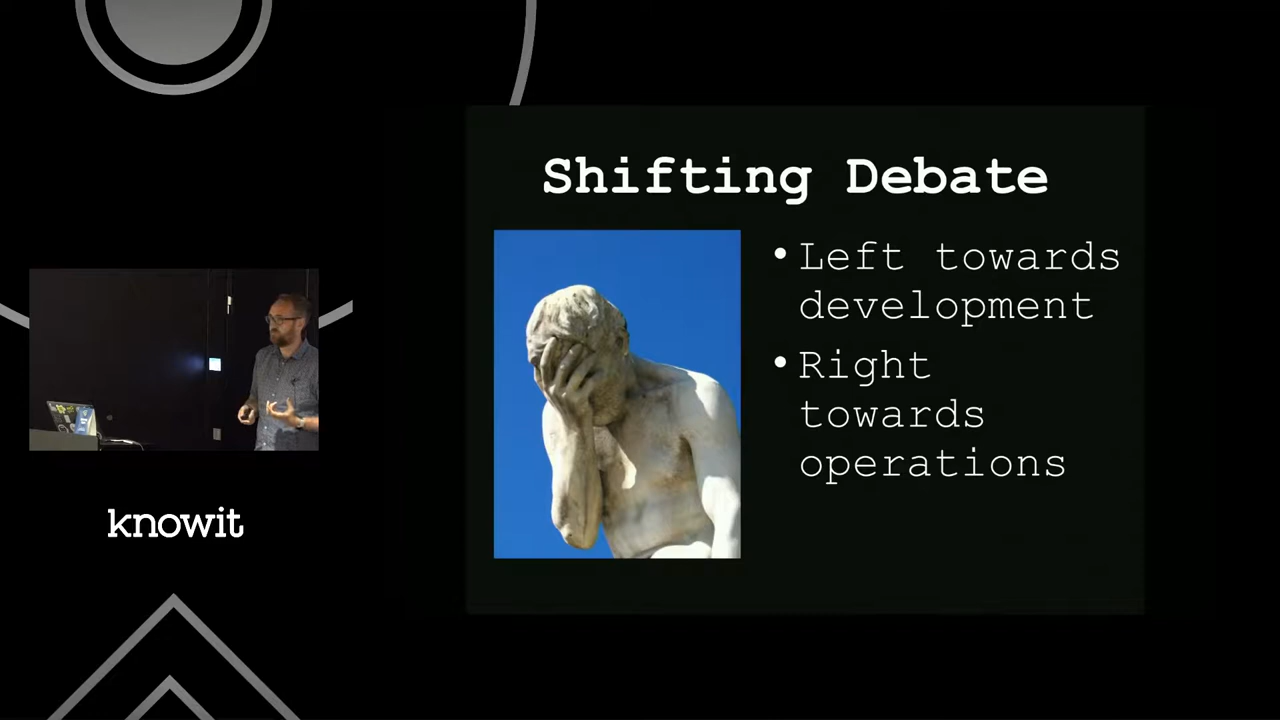 Shifting Debate
• Left towards
development
• Right
towards
operations
knowit